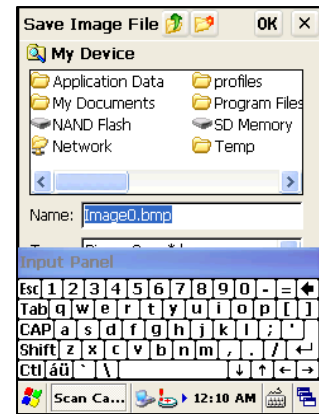 Save Image File OK ×
My Device
Application Data profiles
My Documents Program Files
NAND Flash SD Memory
Network Temp
Name: Image0.bmp
Input Panel
Esc 1 2 3 4 5 6 7 8 9 0 - =
Tab q w e r t y u i o p [ ]
CAP a s d f g h j k l ; '
Shift z x c v b n m , . / 
Ctl áü ` \ ↓ ↑ ← →
Scan Ca... 12:10 AM